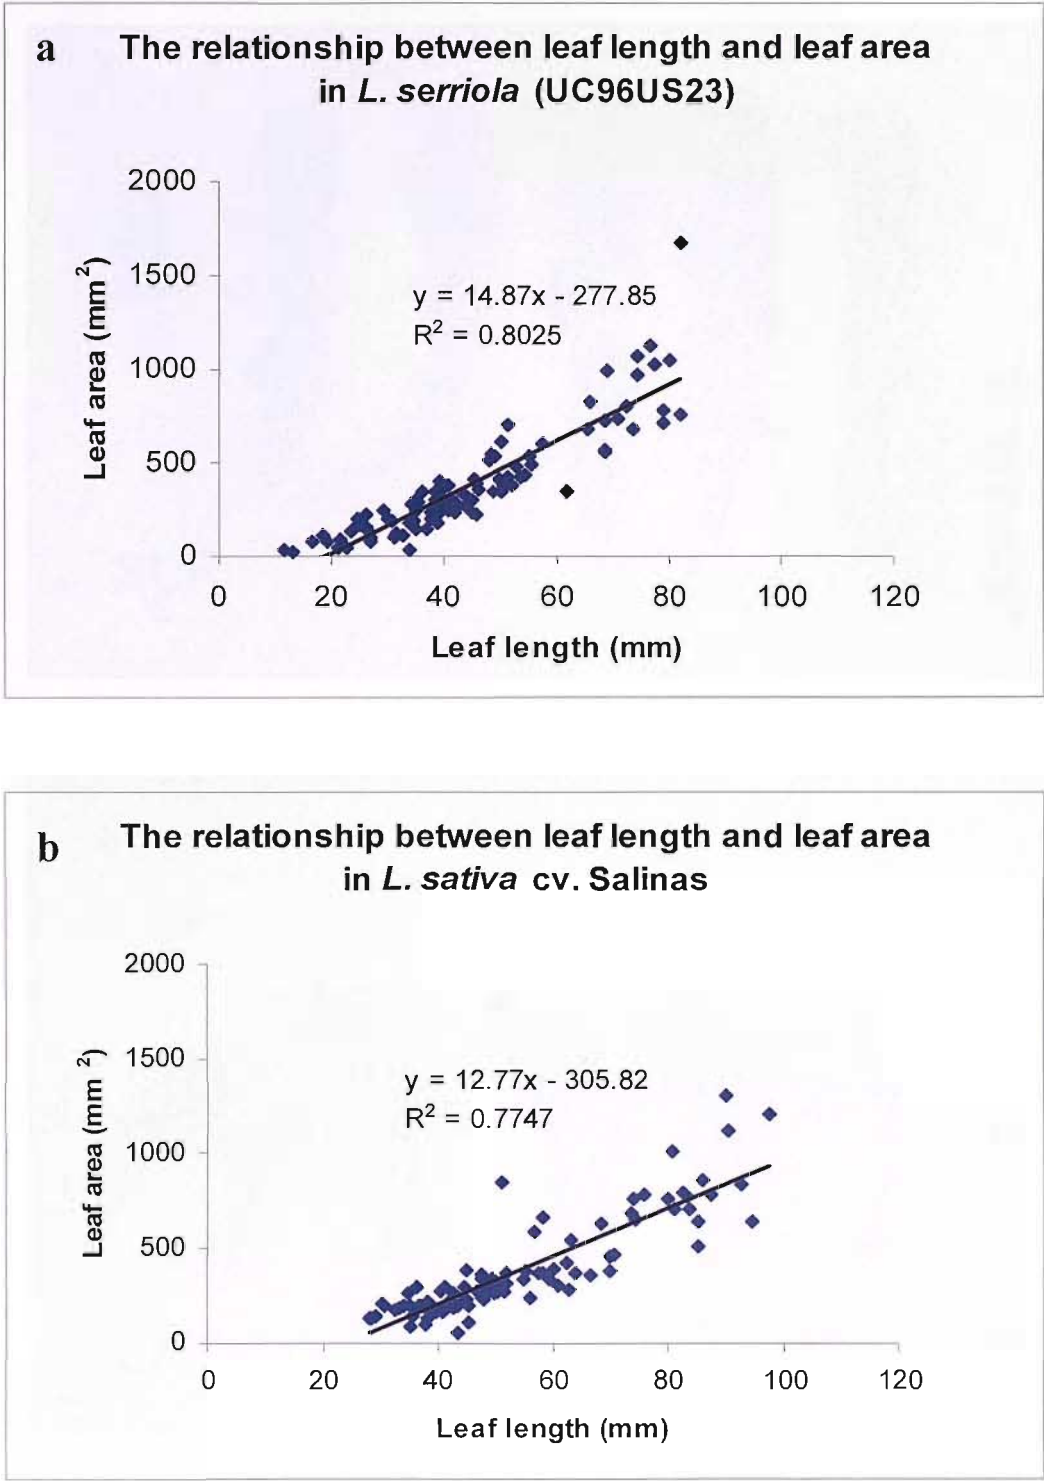 a
The relationship between leaf length and leaf area
in L. serriola (UC96US23)
2000
1500
1000
500
0
Leaf area (mm²)
y = 14.87x - 277.85
R² = 0.8025
0 20 40 60 80 100 120
Leaf length (mm)
b
The relationship between leaf length and leaf area
in L. sativa cv. Salinas
2000
1500
1000
500
0
Leaf area (mm²)
y = 12.77x - 305.82
R² = 0.7747
0 20 40 60 80 100 120
Leaf length (mm)